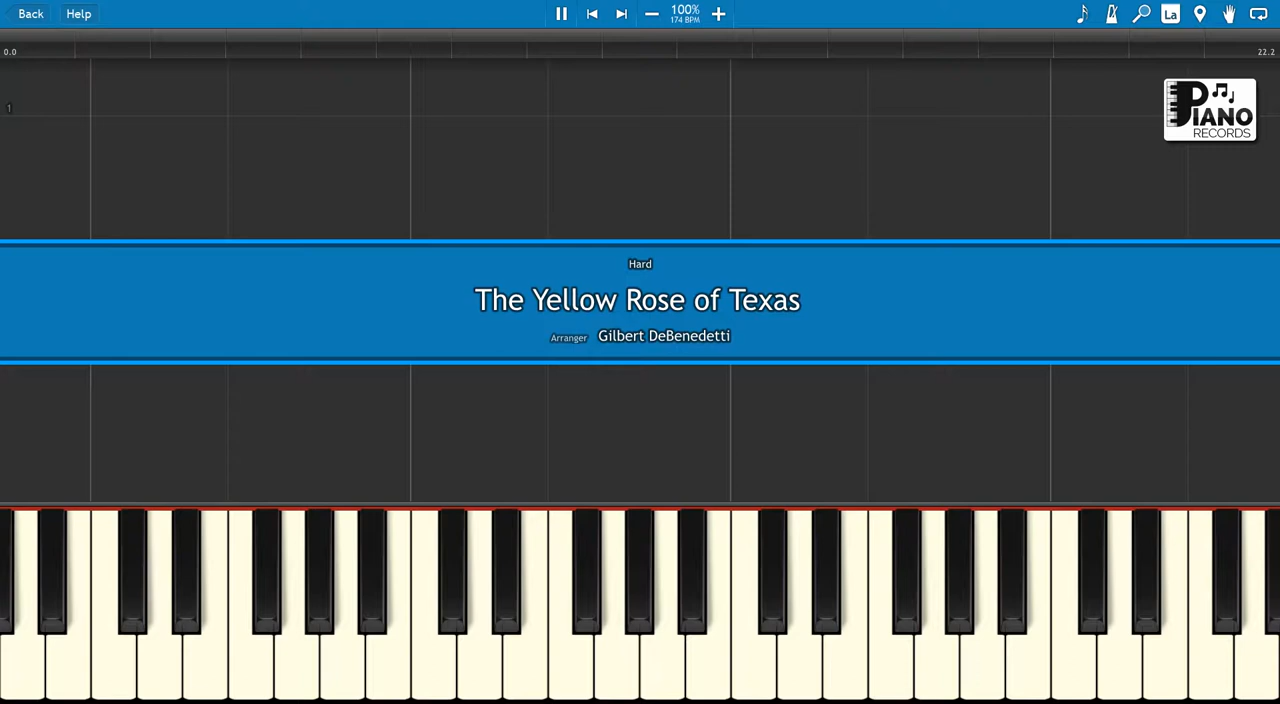 Back Help 100% La
174 BPM
0.0 22.2
1
PIANO
RECORDS
Hard
The Yellow Rose of Texas
Arranger Gilbert DeBenedetti